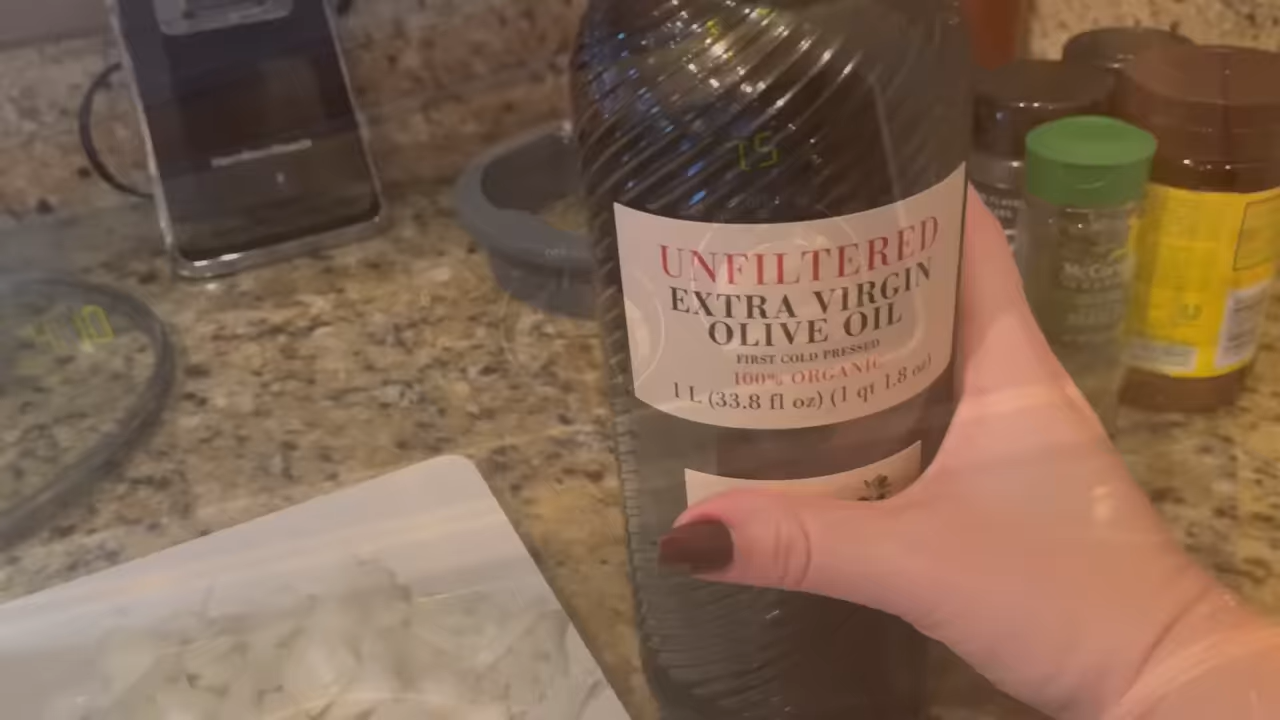 UNFILTERED
EXTRA VIRGIN
OLIVE OIL
FIRST COLD PRESSED
100% ORGANIC
1 L (33.8 fl oz) (1 qt 1.8 oz)